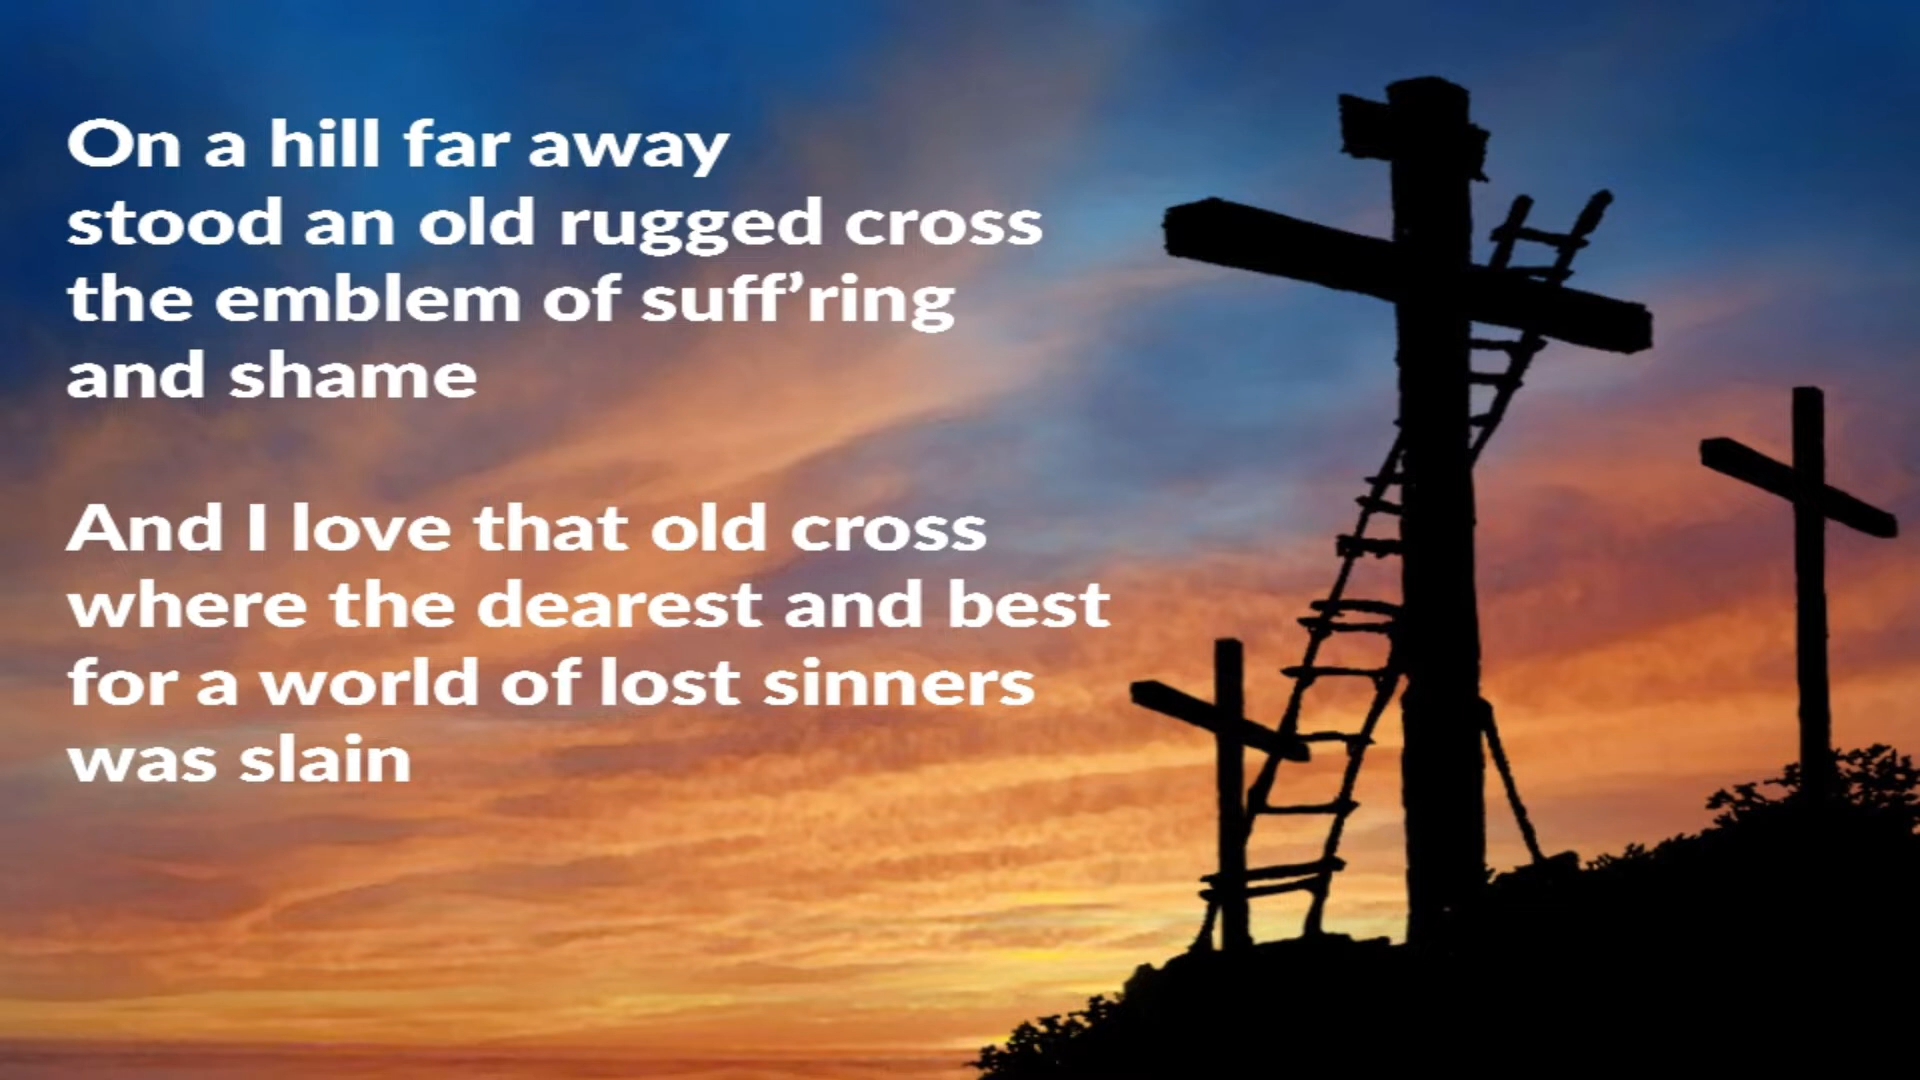 On a hill far away
stood an old rugged cross
the emblem of suff’ring
and shame
And I love that old cross
where the dearest and best
for a world of lost sinners
was slain